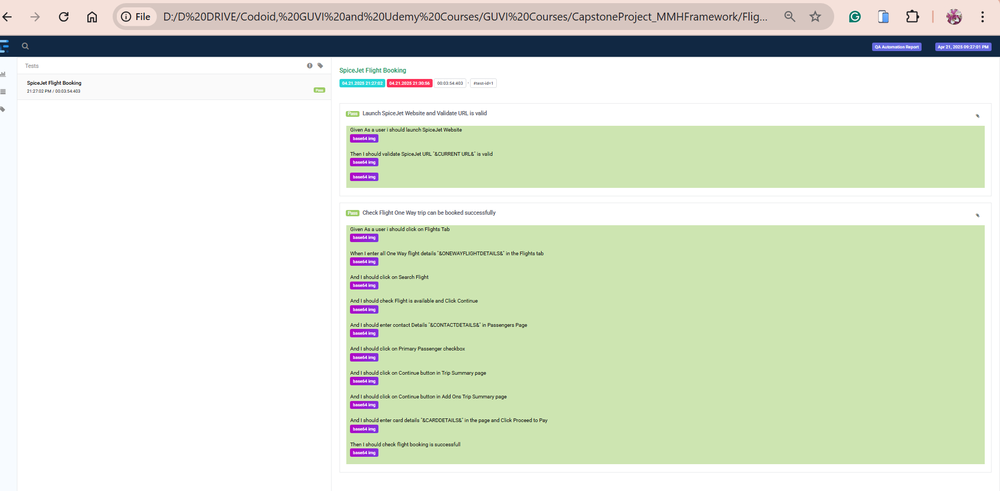 File D:/D%20DRIVE/Codoid,%20GUVI%20and%20Udemy%20Courses/GUVI%20Courses/CapstoneProject_MMHFramework/Flig...
QA Automation Report Apr 21, 2025 09:27:01 PM
Tests
SpiceJet Flight Booking
21:27:02 PM / 00:03:54:403 Pass
SpiceJet Flight Booking
04.21.2025 21:27:02 04.21.2025 21:30:56 00:03:54:403 · #test-id=1
Pass Launch SpiceJet Website and Validate URL is valid
Given As a user i should launch SpiceJet Website
base64 img
Then I should validate SpiceJet URL "&CURRENT URL&" is valid
base64 img
base64 img
Pass Check Flight One Way trip can be booked successfully
Given As a user i should click on Flights Tab
base64 img
When I enter all One Way flight details "&ONEWAYFLIGHTDETAILS&" in the Flights tab
base64 img
And I should click on Search Flight
base64 img
And I should check Flight is available and Click Continue
base64 img
And I should enter contact Details "&CONTACTDETAILS&" in Passengers Page
base64 img
And I should click on Primary Passenger checkbox
base64 img
And I should click on Continue button in Trip Summary page
base64 img
And I should click on Continue button in Add Ons Trip Summary page
base64 img
And I should enter card details "&CARDDETAILS&" in the page and Click Proceed to Pay
base64 img
Then I should check flight booking is successfull
base64 img